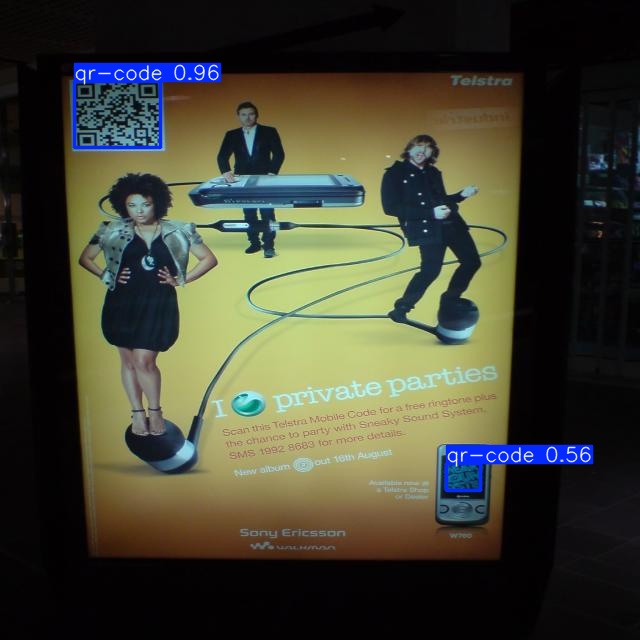 qr-code 0.96
Telstra
I private parties
Scan this Telstra Mobile Code for a free ringtone plus
the chance to party with Sneaky Sound System.
SMS 1992 8683 for more details.
New album out 16th August
qr-code 0.56
Available now at
a Telstra Shop
or Dealer
Sony Ericsson
WALKMAN
W760